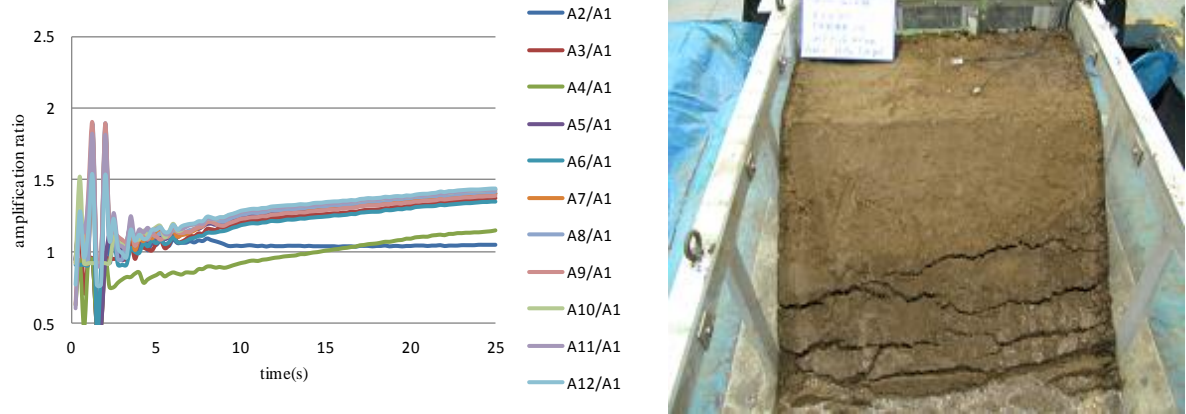 2.5
2
1.5
1
0.5
0
5
10
15
20
25
amplification ratio
time(s)
A2/A1
A3/A1
A4/A1
A5/A1
A6/A1
A7/A1
A8/A1
A9/A1
A10/A1
A11/A1
A12/A1